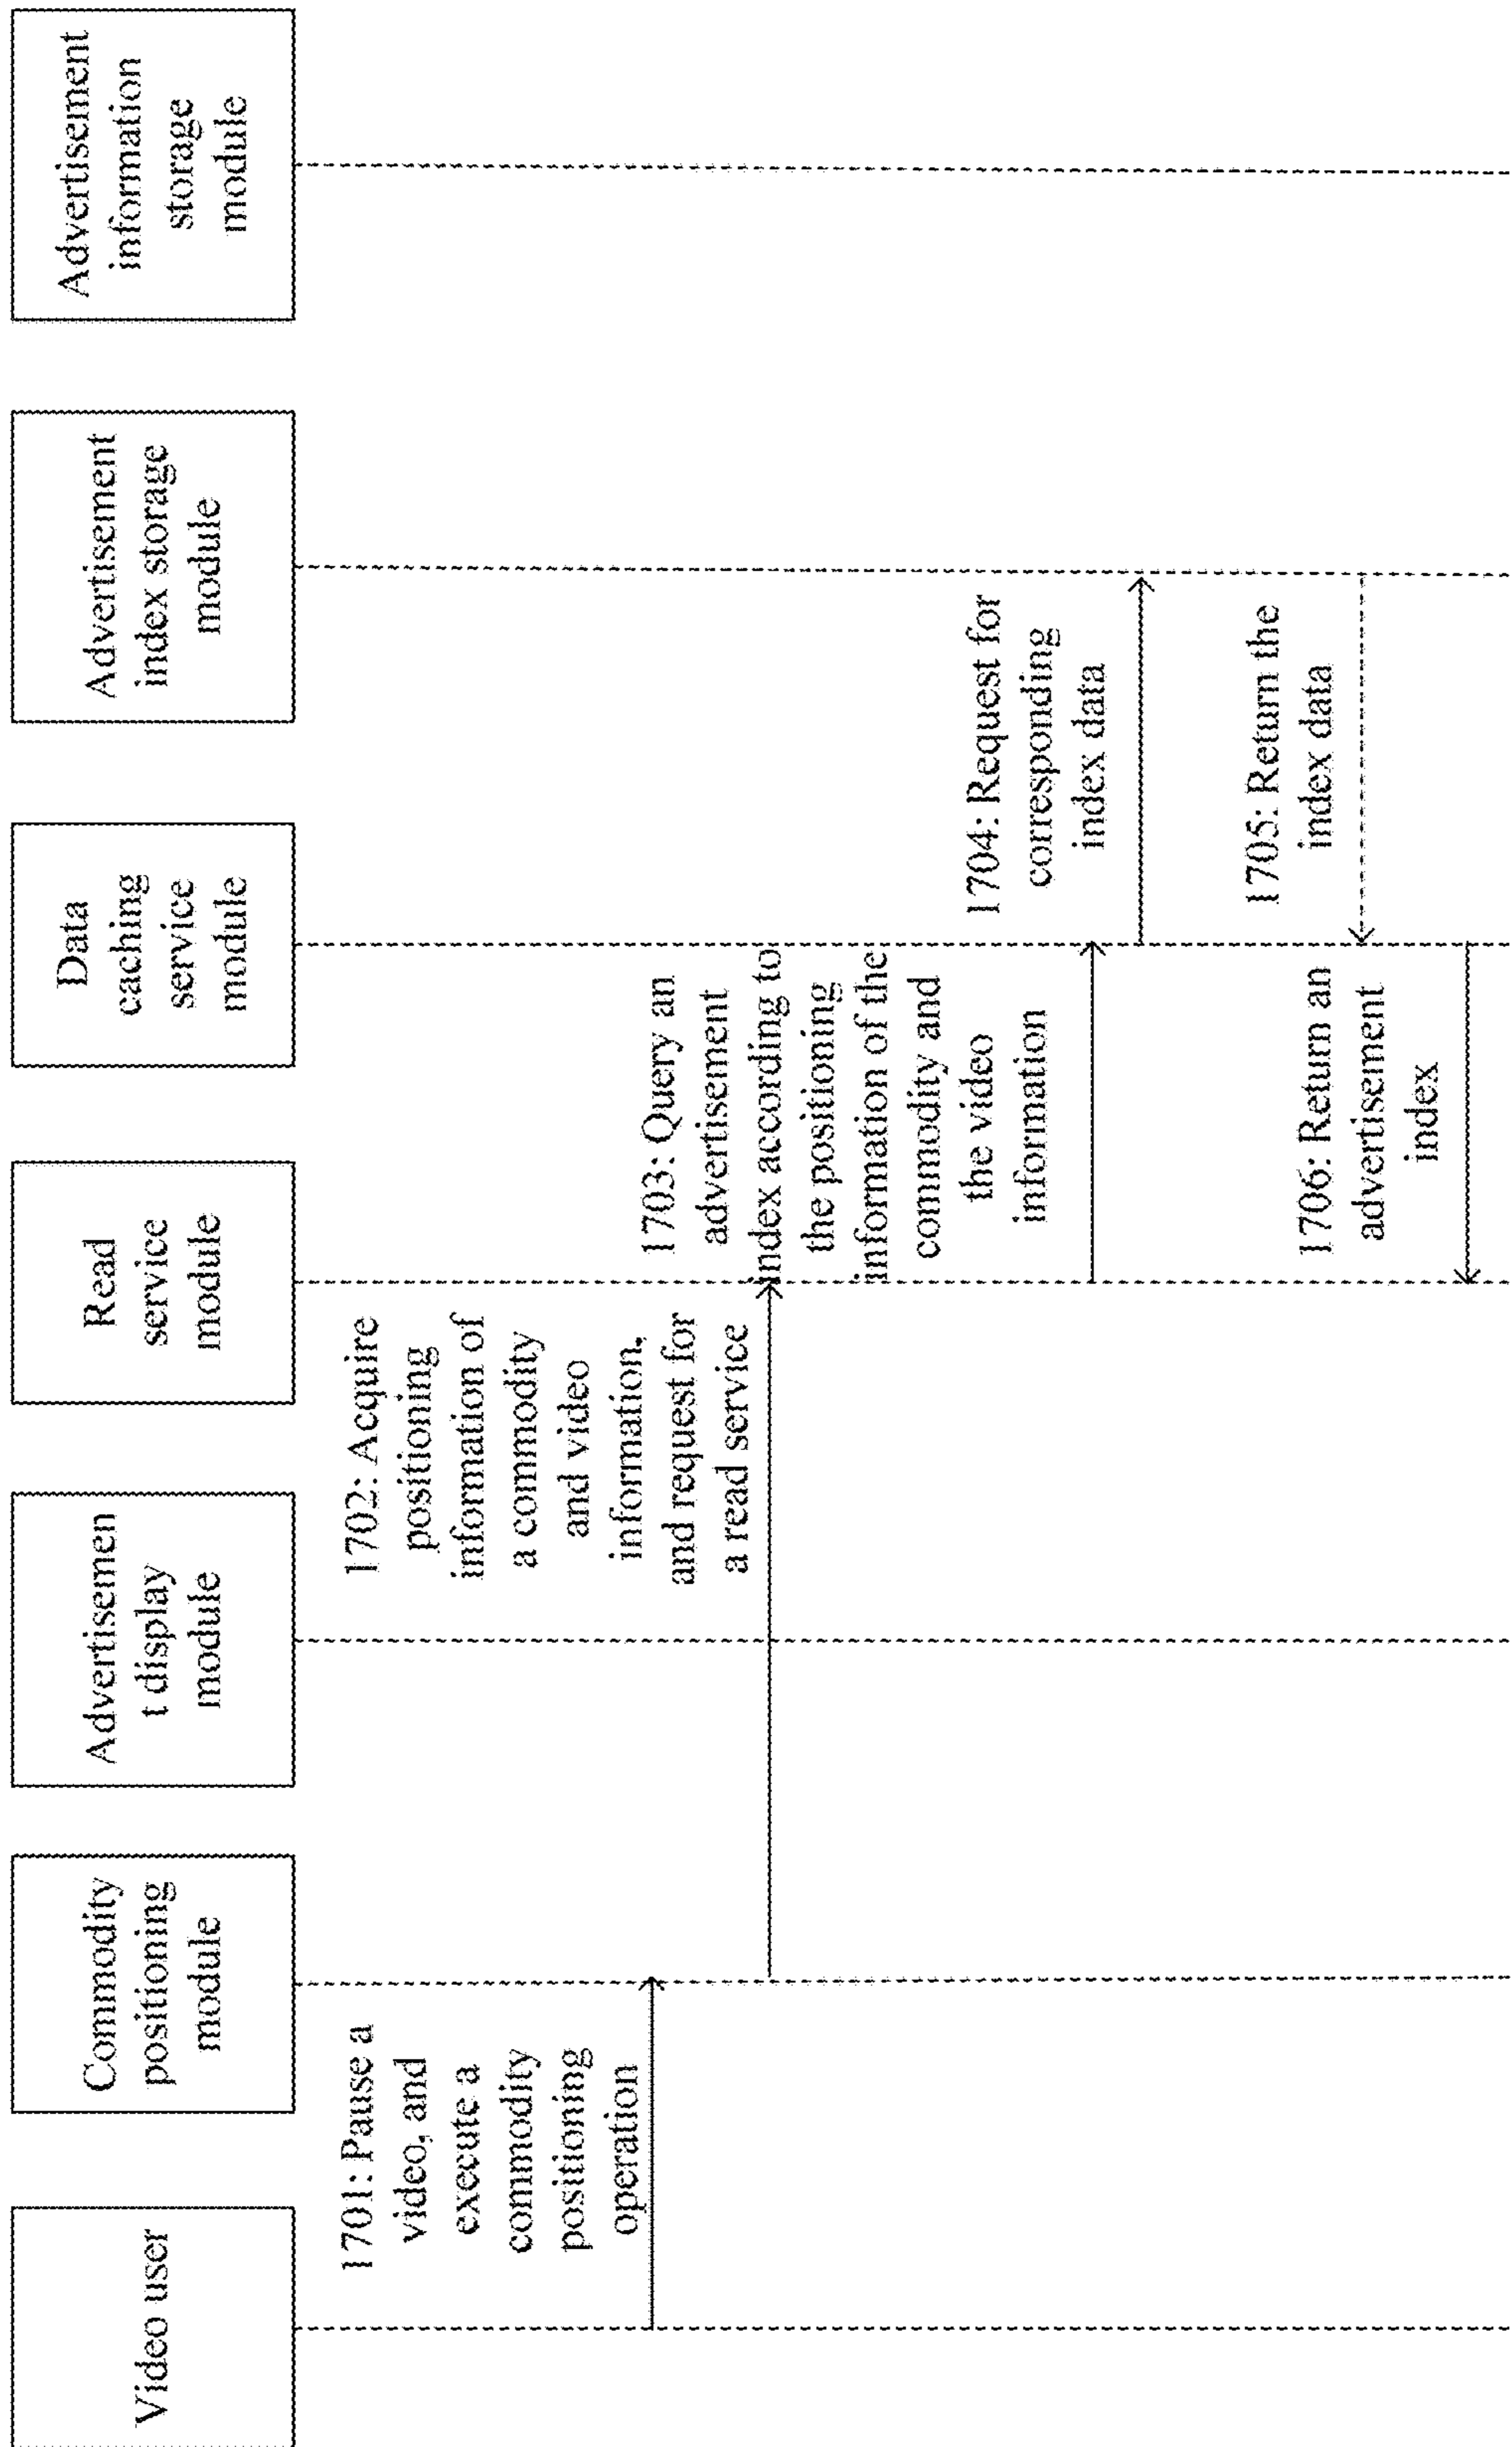 Video user
Commodity
positioning
module
Advertisemen
t display
module
Read
service
module
Data
caching
service
module
Advertisement
index storage
module
Advertisement
information
storage
module
1701: Pause a
video, and
execute a
commodity
positioning
operation
1702: Acquire
positioning
information of
a commodity
and video
information,
and request for
a read service
1703: Query an
advertisement
index according to
the positioning
information of the
commodity and
the video
information
1704: Request for
corresponding
index data
1705: Return the
index data
1706: Return an
advertisement
index